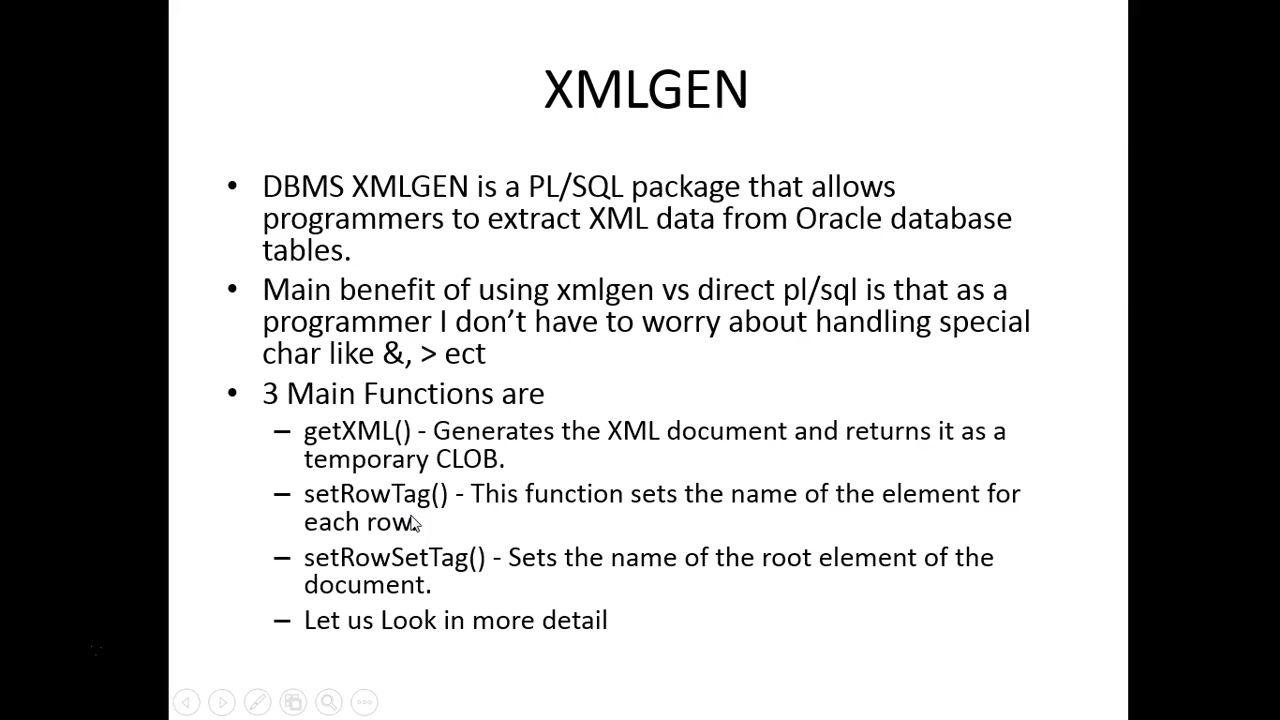 XMLGEN
• DBMS XMLGEN is a PL/SQL package that allows
programmers to extract XML data from Oracle database
tables.
• Main benefit of using xmlgen vs direct pl/sql is that as a
programmer I don’t have to worry about handling special
char like &, > ect
• 3 Main Functions are
– getXML() - Generates the XML document and returns it as a
temporary CLOB.
– setRowTag() - This function sets the name of the element for
each row
– setRowSetTag() - Sets the name of the root element of the
document.
– Let us Look in more detail